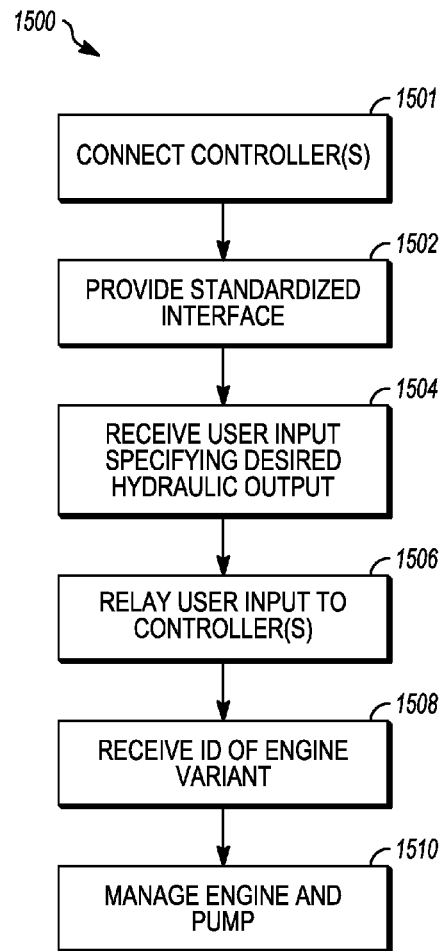 1500
1501
CONNECT CONTROLLER(S)
1502
PROVIDE STANDARDIZED
INTERFACE
1504
RECEIVE USER INPUT
SPECIFYING DESIRED
HYDRAULIC OUTPUT
1506
RELAY USER INPUT TO
CONTROLLER(S)
1508
RECEIVE ID OF ENGINE
VARIANT
1510
MANAGE ENGINE AND
PUMP